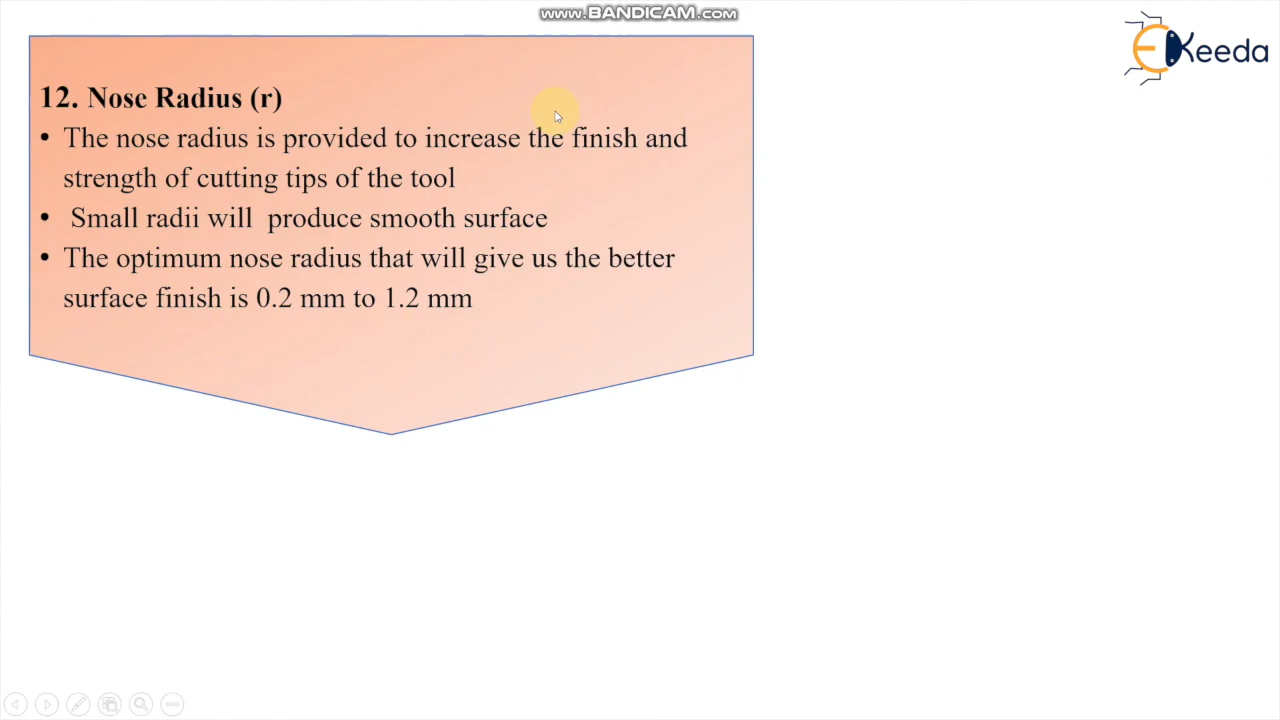 www.BANDICAM.com
EKeeda
12. Nose Radius (r)
• The nose radius is provided to increase the finish and
strength of cutting tips of the tool
• Small radii will produce smooth surface
• The optimum nose radius that will give us the better
surface finish is 0.2 mm to 1.2 mm